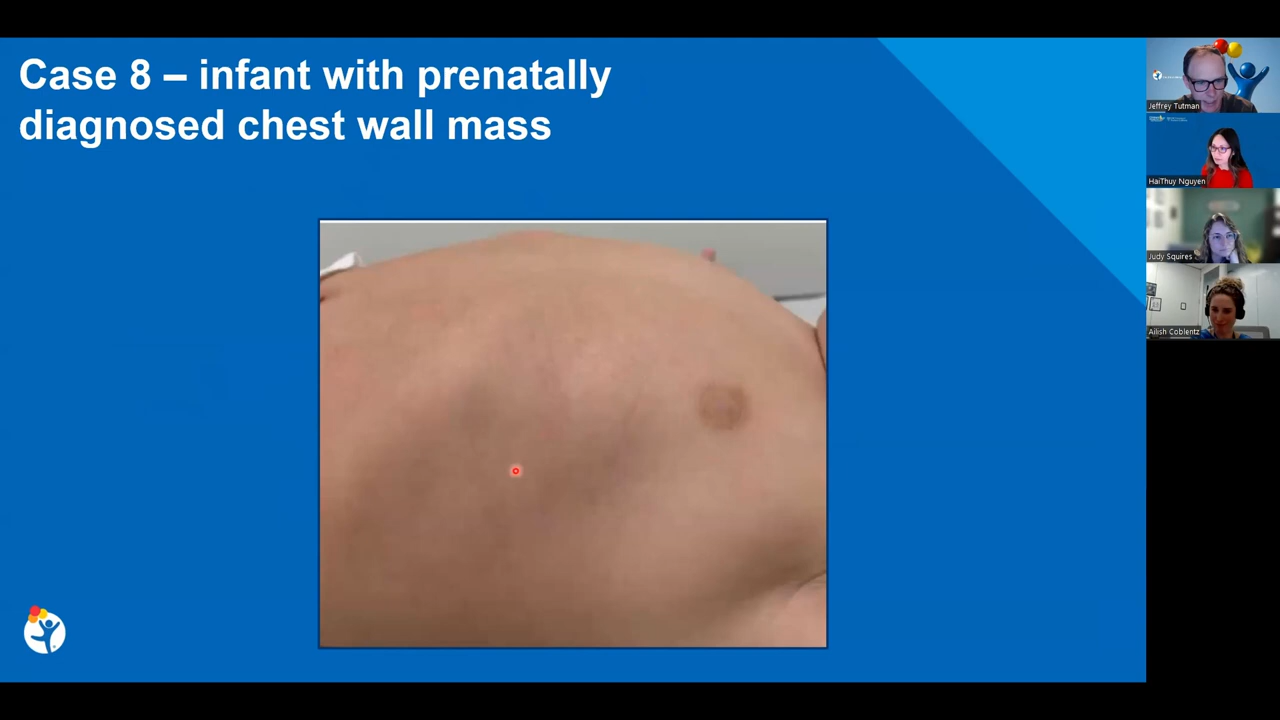 Case 8 – infant with prenatally
diagnosed chest wall mass
Jeffrey Tutman
HaiThuy Nguyen
Judy Squires
Ailish Coblentz